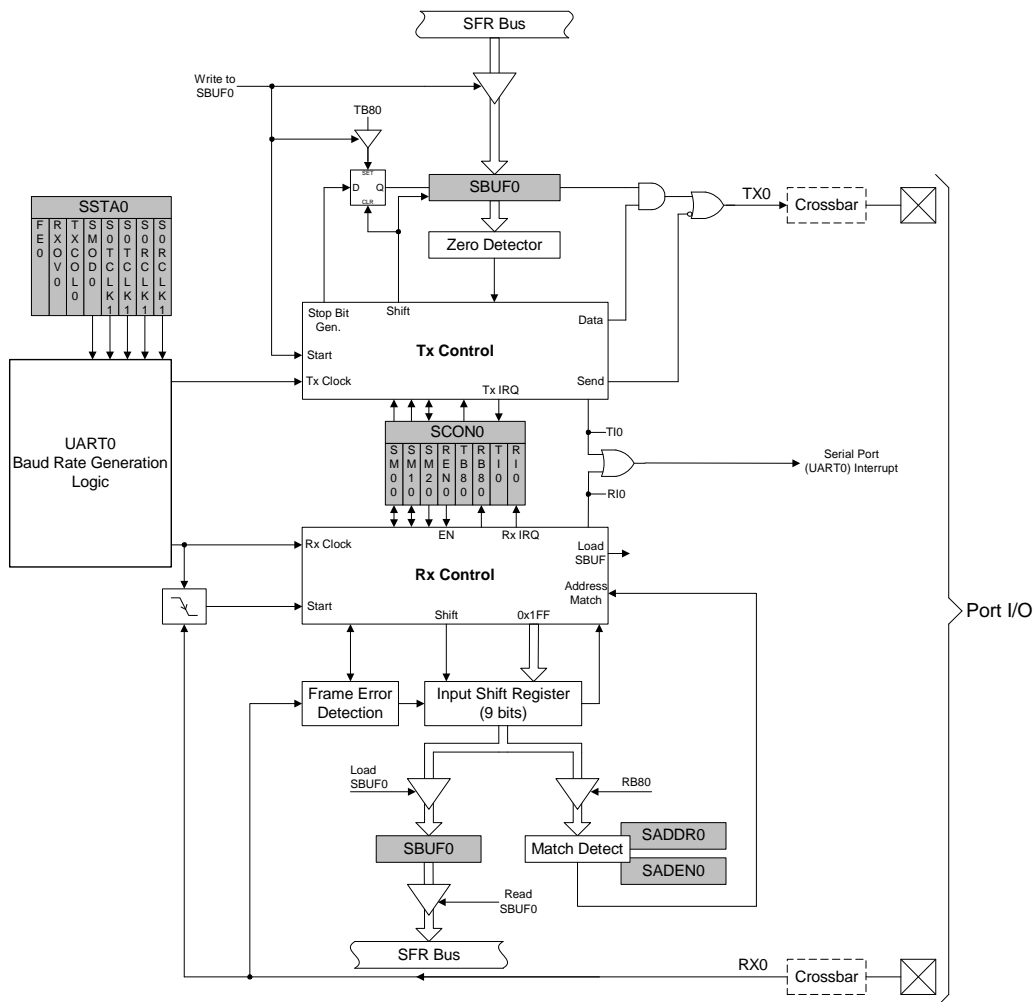 SFR Bus
Write to
SBUF0
TB80
SET
D
Q
CLR
SBUF0
TX0
Crossbar
SSTA0
FE0
RXOV0
TXCOL0
SMOD0
S0TCLK1
S0TCLK1
S0RCLK1
S0RCLK1
Zero Detector
Stop Bit
Gen.
Shift
Data
Tx Control
Start
Tx Clock
Send
Tx IRQ
UART0
Baud Rate Generation
Logic
SCON0
SM00
SM10
SM20
REN0
TB80
RB80
TI0
RI0
TI0
Serial Port
(UART0) Interrupt
RI0
EN
Rx IRQ
Rx Clock
Load
SBUF
Rx Control
Address
Match
Start
Shift
0x1FF
Port I/O
Frame Error
Detection
Input Shift Register
(9 bits)
Load
SBUF0
RB80
SBUF0
Match Detect
SADDR0
SADEN0
Read
SBUF0
SFR Bus
RX0
Crossbar